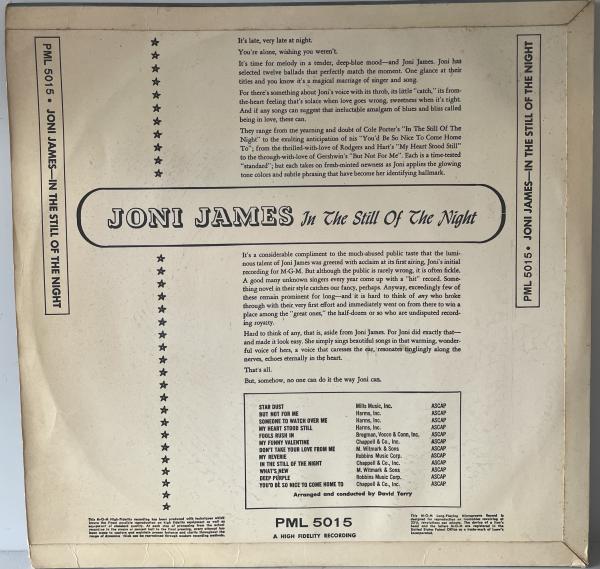 PML 5015 • JONI JAMES—IN THE STILL OF THE NIGHT
It's late, very late at night.
You're alone, wishing you weren't.
It's time for melody in a tender, deep-blue mood—and Joni James. Joni has
selected twelve ballads that perfectly match the moment. One glance at their
titles and you know it's a magical marriage of singer and song.
For there's something about Joni's voice with its throb, its little "catch," its from-
the-heart feeling that's solace when love goes wrong, sweetness when it's right.
And if any songs can suggest that ineluctable amalgam of blues and bliss called
being in love, these can.
They range from the yearning and doubt of Cole Porter's "In The Still Of The
Night" to the exulting anticipation of his "You'd Be So Nice To Come Home
To"; from the thrilled-with-love of Rodgers and Hart's "My Heart Stood Still"
to the through-with-love of Gershwin's "But Not For Me". Each is a time-tested
"standard"; but each takes on fresh-minted newness as Joni applies the glowing
tone colors and subtle phrasing that have become her identifying hallmark.
JONI JAMES In The Still Of The Night
It's a considerable compliment to the much-abused public taste that the lumi-
nous talent of Joni James was greeted with acclaim at its first airing, Joni's initial
recording for M-G-M. But although the public is rarely wrong, it is often fickle.
A good many unknown singers every year come up with a "hit" record. Some-
thing novel in their style catches our fancy, perhaps. Anyway, exceedingly few of
these remain prominent for long—and it is hard to think of any who broke
through with their very first effort and immediately went on from there to win a
place among the "great ones," the half-dozen or so who are undisputed record-
ing royalty.
Hard to think of any, that is, aside from Joni James. For Joni did exactly that—
and made it look easy. She simply sings beautiful songs in that warming, wonder-
ful voice of hers, a voice that caresses the ear, resonates tinglingly along the
nerves, echoes eternally in the heart.
That's all.
But, somehow, no one can do it the way Joni can.
STAR DUST Mills Music, Inc. ASCAP
BUT NOT FOR ME Harms, Inc. ASCAP
SOMEONE TO WATCH OVER ME Harms, Inc. ASCAP
MY HEART STOOD STILL Harms, Inc. ASCAP
FOOLS RUSH IN Bregman, Vocco & Conn, Inc. ASCAP
MY FUNNY VALENTINE Chappell & Co., Inc. ASCAP
DON'T TAKE YOUR LOVE FROM ME M. Witmark & Sons ASCAP
MY REVERIE Robbins Music Corp. ASCAP
IN THE STILL OF THE NIGHT Chappell & Co., Inc. ASCAP
WHAT'S NEW M. Witmark & Sons ASCAP
DEEP PURPLE Robbins Music Corp. ASCAP
YOU'D BE SO NICE TO COME HOME TO Chappell & Co., Inc. ASCAP
Arranged and conducted by David Terry
PML 5015
A HIGH FIDELITY RECORDING
PML 5015 • JONI JAMES—IN THE STILL OF THE NIGHT